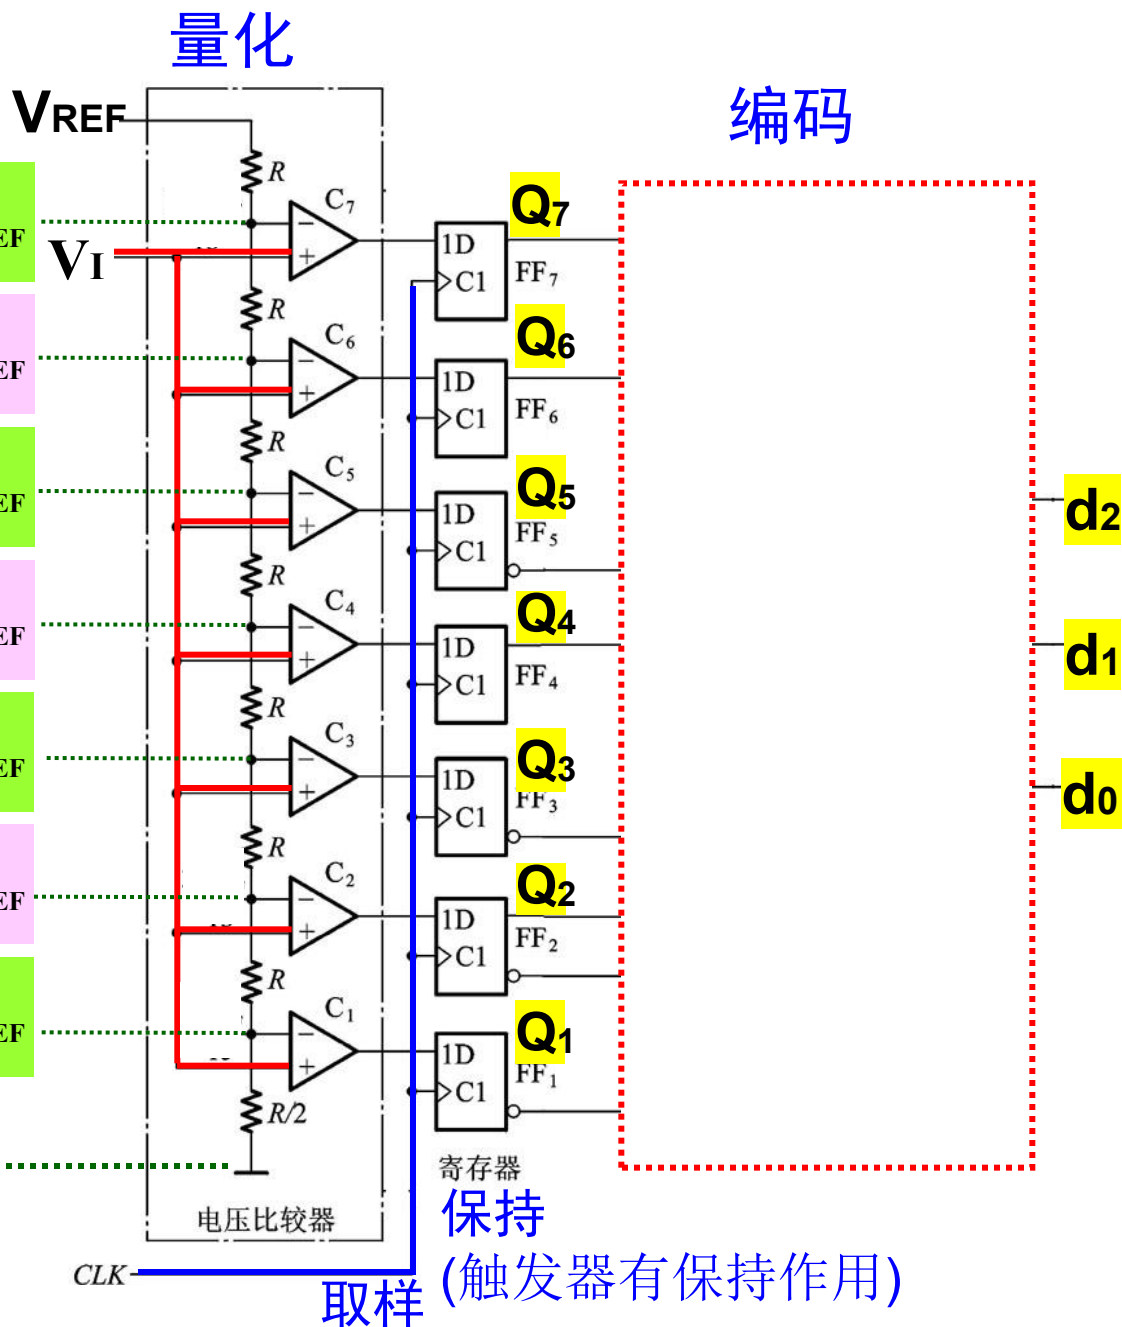 量化
编码
VREF
R
C7
Q7
EF
−
1D
VI
+
C1
FF7
R
C6
Q6
EF
−
1D
+
C1
FF6
R
C5
Q5
EF
−
1D
FF5
+
C1
d2
R
C4
Q4
EF
−
1D
+
C1
FF4
d1
R
C3
Q3
EF
−
1D
FF3
+
C1
d0
R
C2
Q2
EF
−
1D
+
C1
FF2
R
C1
Q1
EF
−
1D
FF1
+
C1
R/2
寄存器
电压比较器
保持
CLK
(触发器有保持作用)
取样